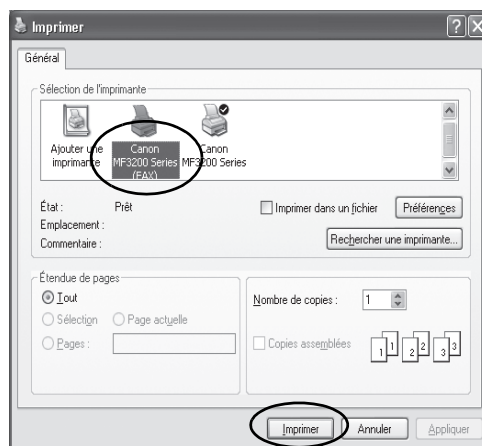 Imprimer
Général
Sélection de l'imprimante
Ajouter une imprimante
Canon MF3200 Series (FAX)
Canon MF3200 Series
État : Prêt
Imprimer dans un fichier
Préférences
Emplacement :
Commentaire :
Rechercher une imprimante...
Étendue de pages
Tout
Sélection
Page actuelle
Pages :
Nombre de copies : 1
Copies assemblées
1 1 2 2 3 3
Imprimer
Annuler
Appliquer